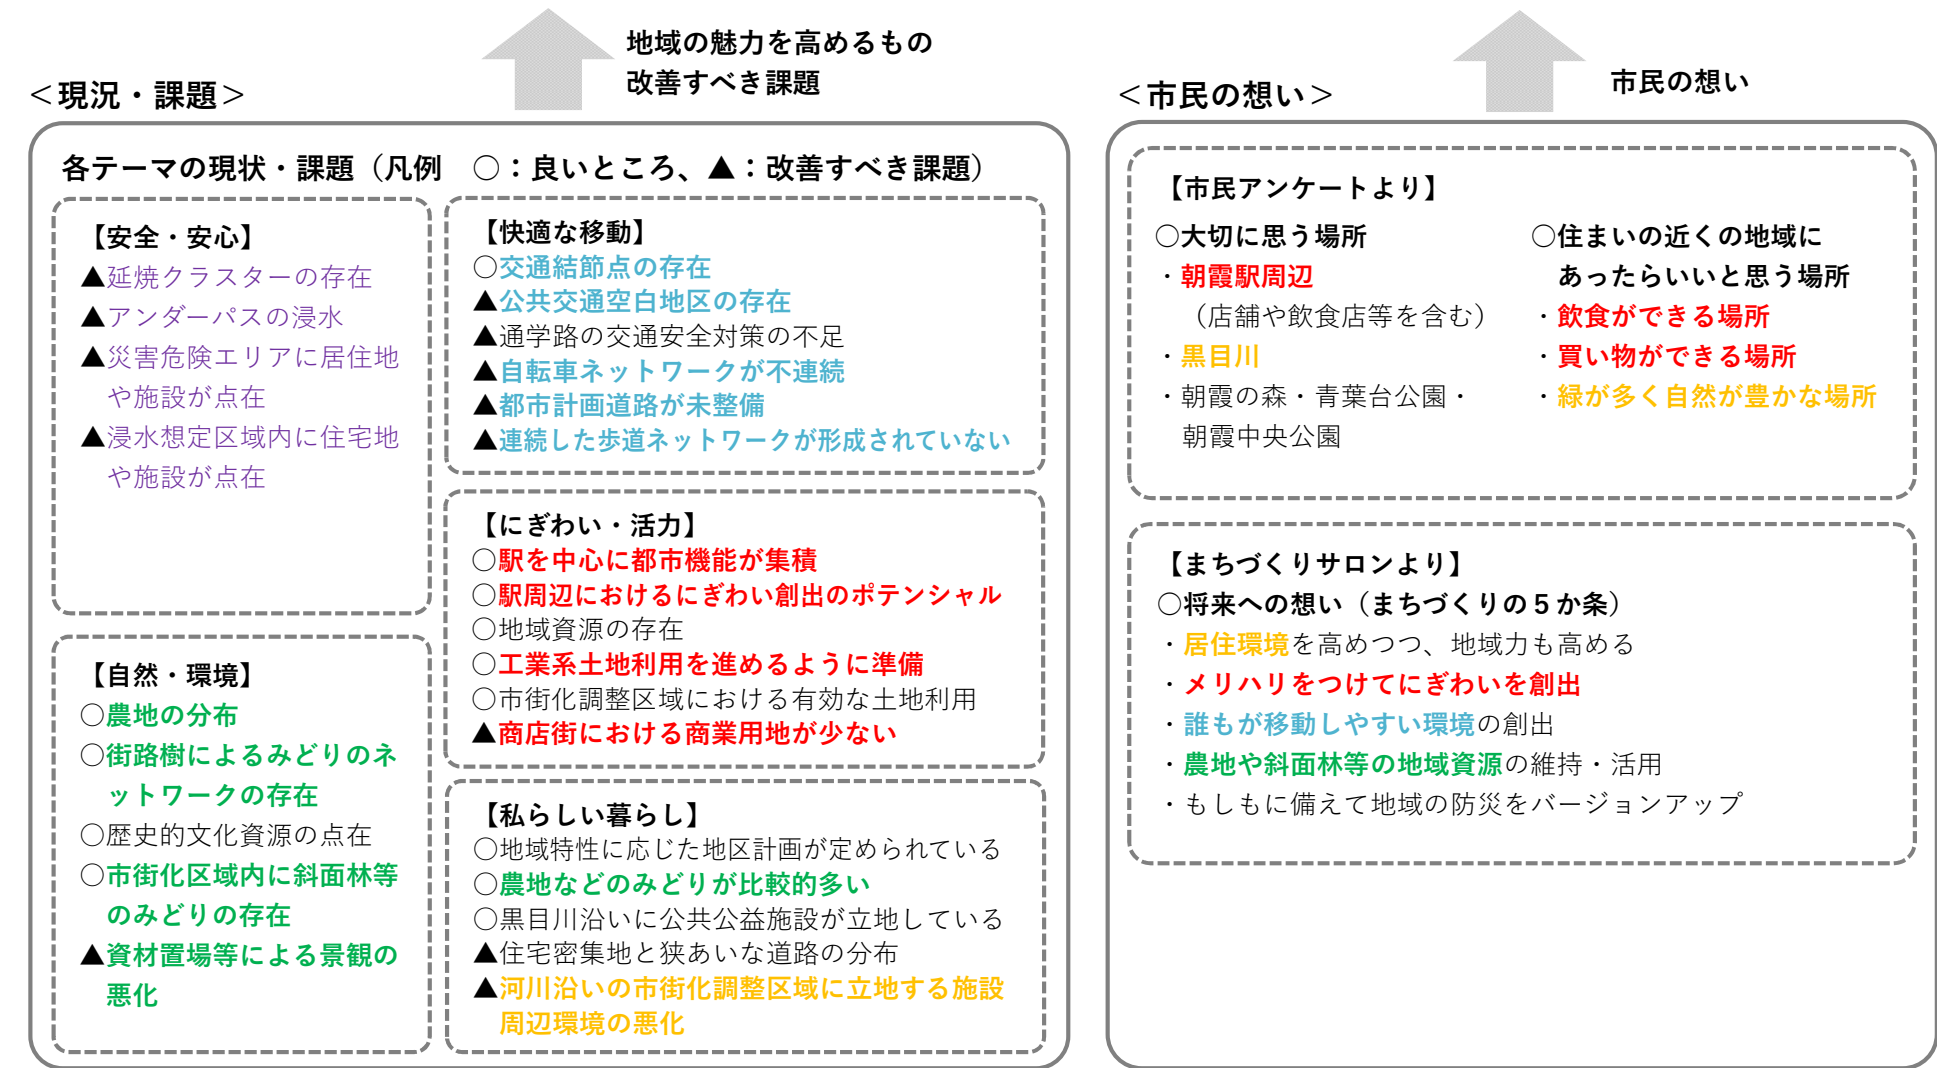 地域の魅力を高めるもの
改善すべき課題
＜現況・課題＞
各テーマの現状・課題（凡例　○：良いところ、▲：改善すべき課題）
【安全・安心】
▲延焼クラスターの存在
▲アンダーパスの浸水
▲災害危険エリアに居住地
や施設が点在
▲浸水想定区域内に住宅地
や施設が点在
【自然・環境】
○農地の分布
○街路樹によるみどりのネ
ットワークの存在
○歴史的文化資源の点在
○市街化区域内に斜面林等
のみどりの存在
▲資材置場等による景観の
悪化
【快適な移動】
○交通結節点の存在
▲公共交通空白地区の存在
▲通学路の交通安全対策の不足
▲自転車ネットワークが不連続
▲都市計画道路が未整備
▲連続した歩道ネットワークが形成されていない
【にぎわい・活力】
○駅を中心に都市機能が集積
○駅周辺におけるにぎわい創出のポテンシャル
○地域資源の存在
○工業系土地利用を進めるように準備
○市街化調整区域における有効な土地利用
▲商店街における商業用地が少ない
【私らしい暮らし】
○地域特性に応じた地区計画が定められている
○農地などのみどりが比較的多い
○黒目川沿いに公共公益施設が立地している
▲住宅密集地と狭あいな道路の分布
▲河川沿いの市街化調整区域に立地する施設
周辺環境の悪化
市民の想い
＜市民の想い＞
【市民アンケートより】
○大切に思う場所
・朝霞駅周辺
（店舗や飲食店等を含む）
・黒目川
・朝霞の森・青葉台公園・
朝霞中央公園
○住まいの近くの地域に
あったらいいと思う場所
・飲食ができる場所
・買い物ができる場所
・緑が多く自然が豊かな場所
【まちづくりサロンより】
○将来への想い（まちづくりの５か条）
・居住環境を高めつつ、地域力も高める
・メリハリをつけてにぎわいを創出
・誰もが移動しやすい環境の創出
・農地や斜面林等の地域資源の維持・活用
・もしもに備えて地域の防災をバージョンアップ